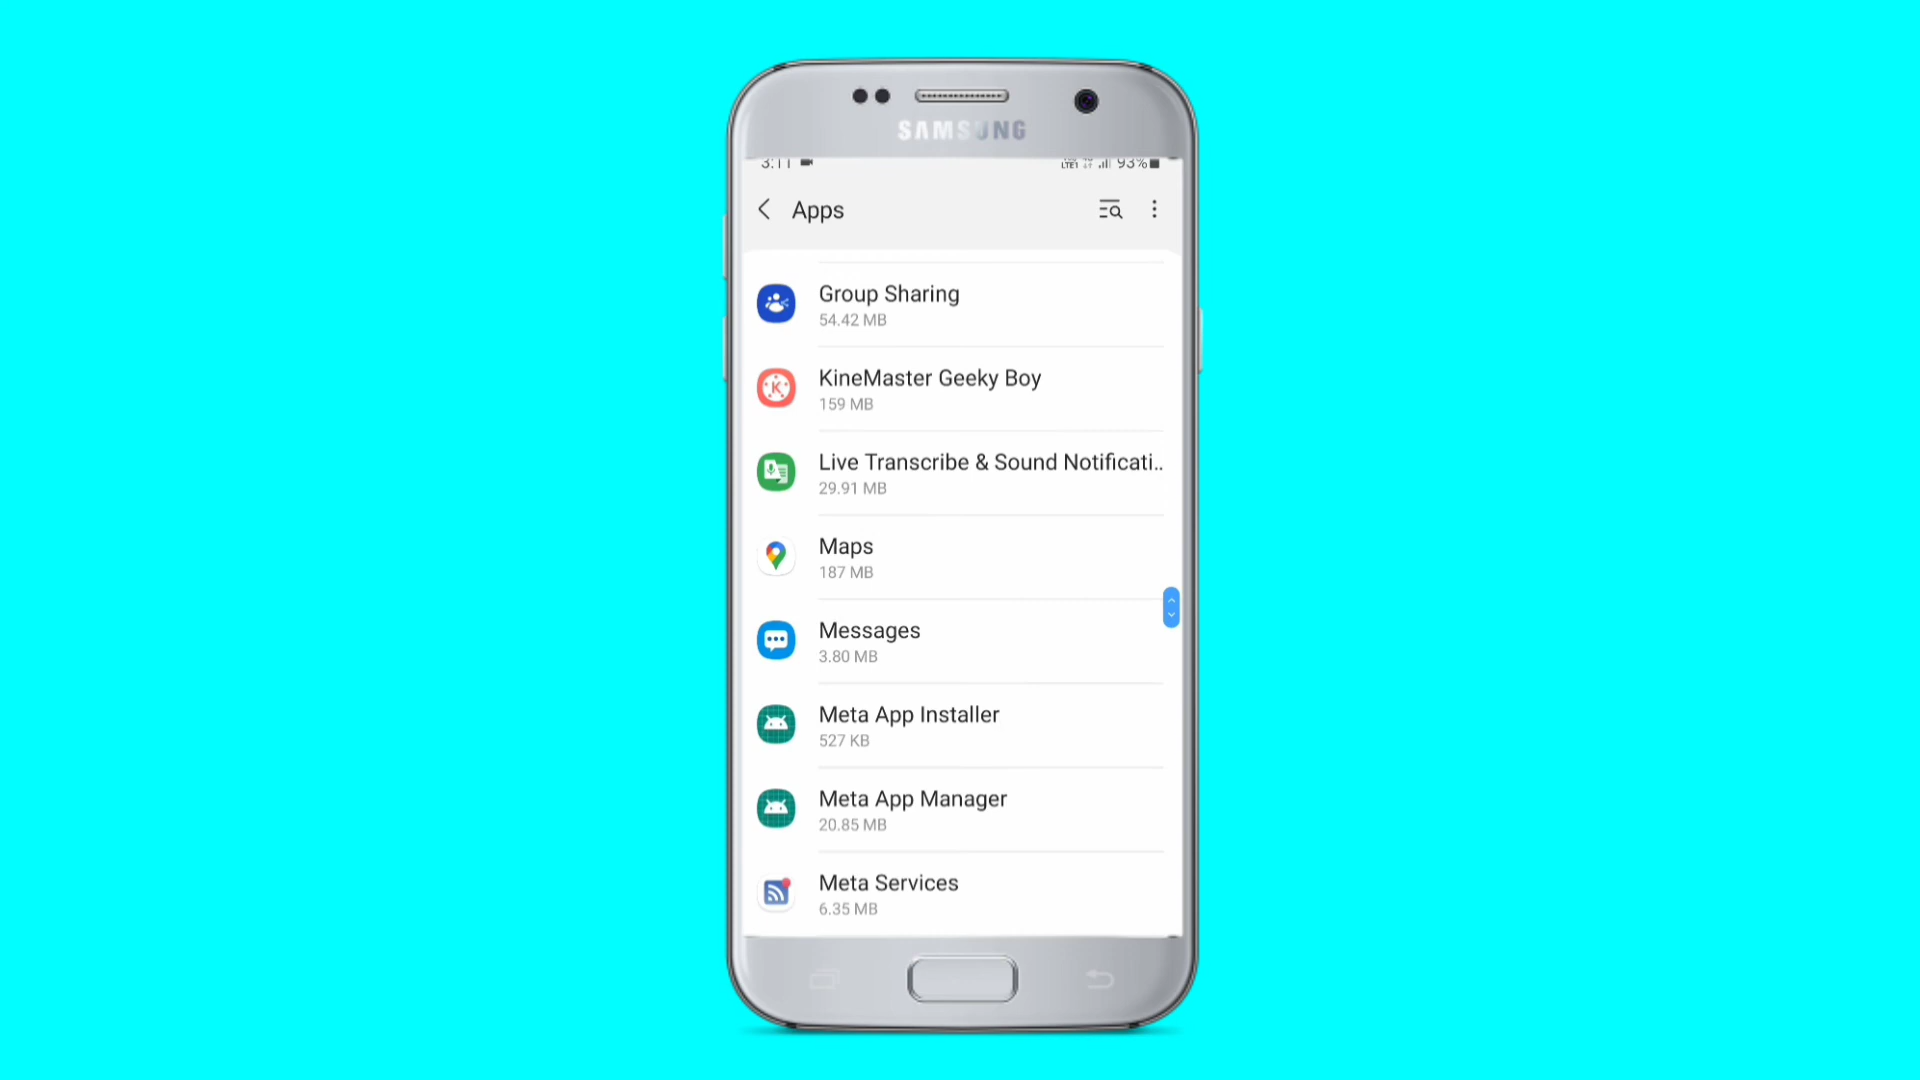 SAMSUNG
3:11 93%
Apps
Group Sharing
54.42 MB
KineMaster Geeky Boy
159 MB
Live Transcribe & Sound Notificati..
29.91 MB
Maps
187 MB
Messages
3.80 MB
Meta App Installer
527 KB
Meta App Manager
20.85 MB
Meta Services
6.35 MB